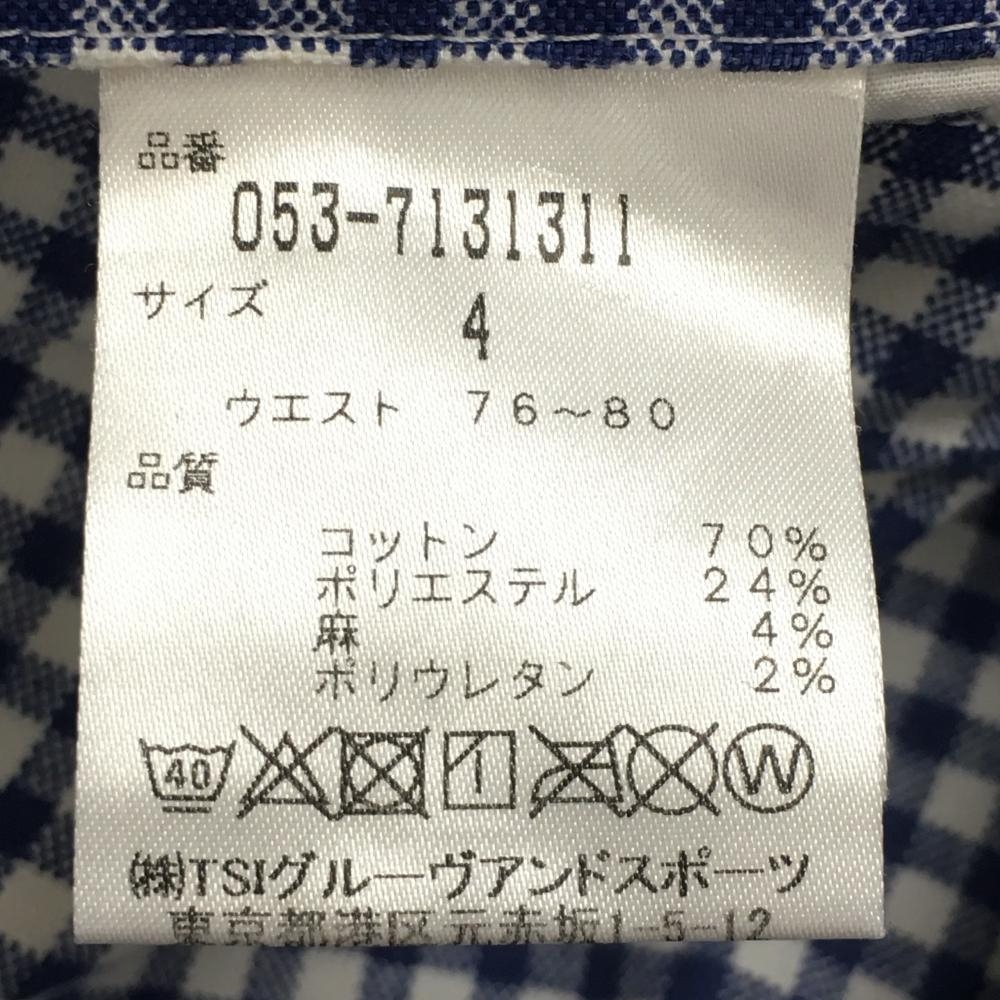 品番
053-7131311
サイズ 4
ウエスト 76～80
品質
コットン 70%
ポリエステル 24%
麻 4%
ポリウレタン 2%
40 1 W
㈱TSIグルーヴアンドスポーツ
東京都港区元赤坂1-5-12